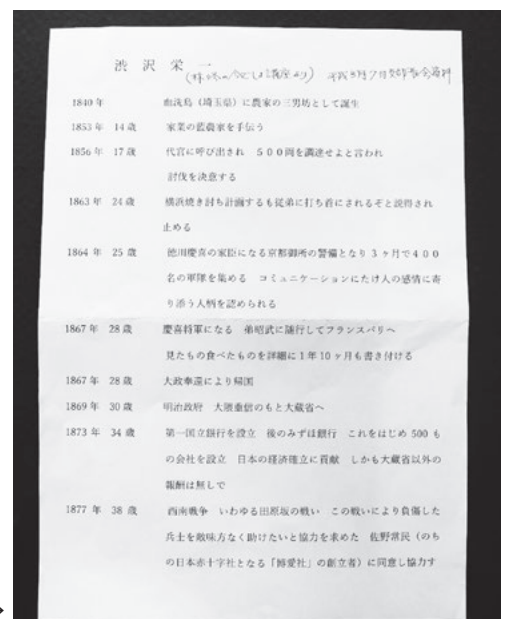 渋沢栄一
1840年 血洗島（埼玉県）に農家の三男坊として誕生
1853年 14歳 家業の藍農家を手伝う
1856年 17歳 代官に呼び出され ５００両を調達せよと言われ
討伐を決意する
1863年 24歳 横浜焼き討ち計画するも従弟に打ち首にされるぞと説得され
止める
1864年 25歳 徳川慶喜の家臣になる京都御所の警備となり３ヶ月で４００
名の軍隊を集める コミュニケーションにたけ人の感情に寄
り添う人柄を認められる
1867年 28歳 慶喜将軍になる 弟昭武に随行してフランスパリへ
見たもの食べたものを詳細に１年１０ヶ月も書き付ける
1867年 28歳 大政奉還により帰国
1869年 30歳 明治政府 大隈重信のもと大蔵省へ
1873年 34歳 第一国立銀行を設立 後のみずほ銀行 これをはじめ500も
の会社を設立 日本の経済確立に貢献 しかも大蔵省以外の
報酬は無しで
1877年 38歳 西南戦争 いわゆる田原坂の戦い この戦いにより負傷した
兵士を敵味方なく助けたいと協力を求めた 佐野常民（のち
の日本赤十字社となる「博愛社」の創立者）に同意し協力す